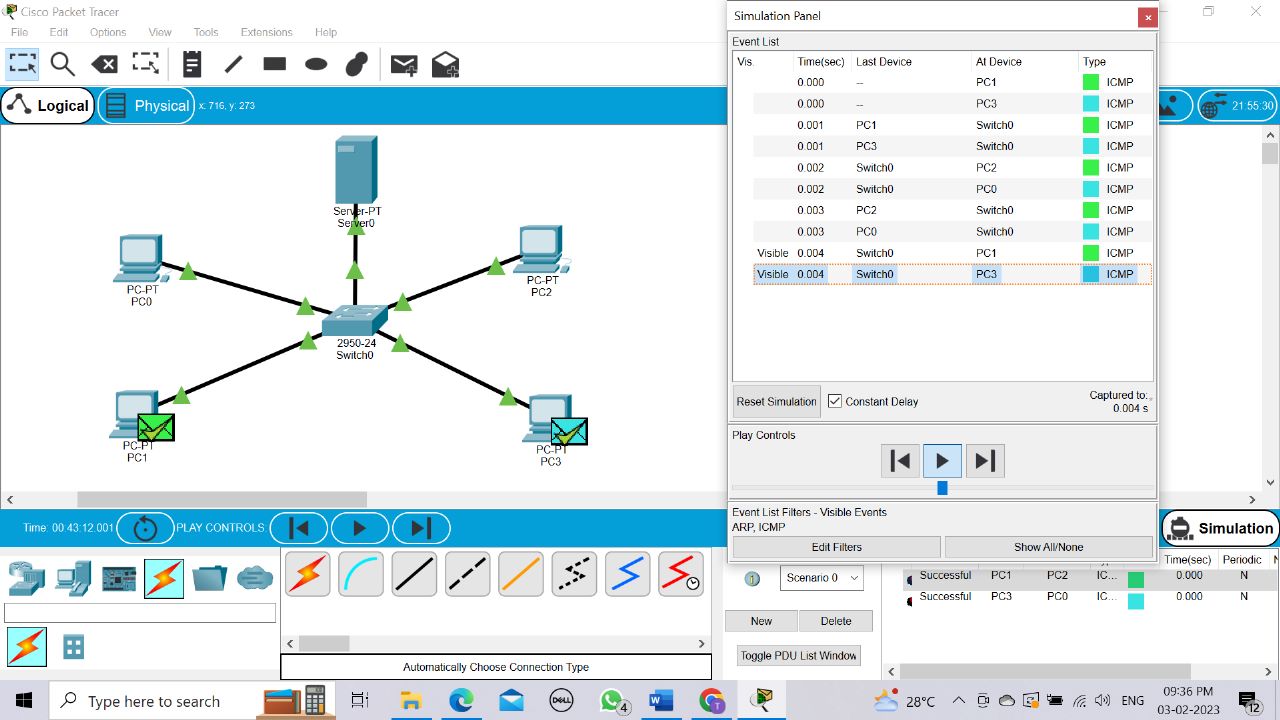 Cisco Packet Tracer
File Edit Options View Tools Extensions Help
Logical
Physical
x: 716, y: 273
21:55:30
Server-PT
Server0
PC-PT
PC0
PC-PT
PC2
2950-24
Switch0
PC-PT
PC1
PC-PT
PC3
Simulation Panel
Event List
Vis. Time(sec) Last Device At Device Type
0.000 -- PC1 ICMP
0.000 -- PC3 ICMP
0.001 PC1 Switch0 ICMP
0.001 PC3 Switch0 ICMP
0.002 Switch0 PC2 ICMP
0.002 Switch0 PC0 ICMP
0.003 PC2 Switch0 ICMP
0.003 PC0 Switch0 ICMP
Visible 0.004 Switch0 PC1 ICMP
Visible 0.004 Switch0 PC3 ICMP
Reset Simulation
Constant Delay
Captured to:
0.004 s
Play Controls
Event List Filters - Visible Events
ARP, ICMP
Edit Filters
Show All/None
Time: 00:43:12.001
PLAY CONTROLS:
Simulation
Scenario 0
New
Delete
Toggle PDU List Window
Time(sec) Periodic
Successful PC1 PC2 IC... 0.000 N
Successful PC3 PC0 IC... 0.000 N
Automatically Choose Connection Type
Type here to search
DELL
4
W
T
28°C
ENG
09:56 PM
03-02-2023
12